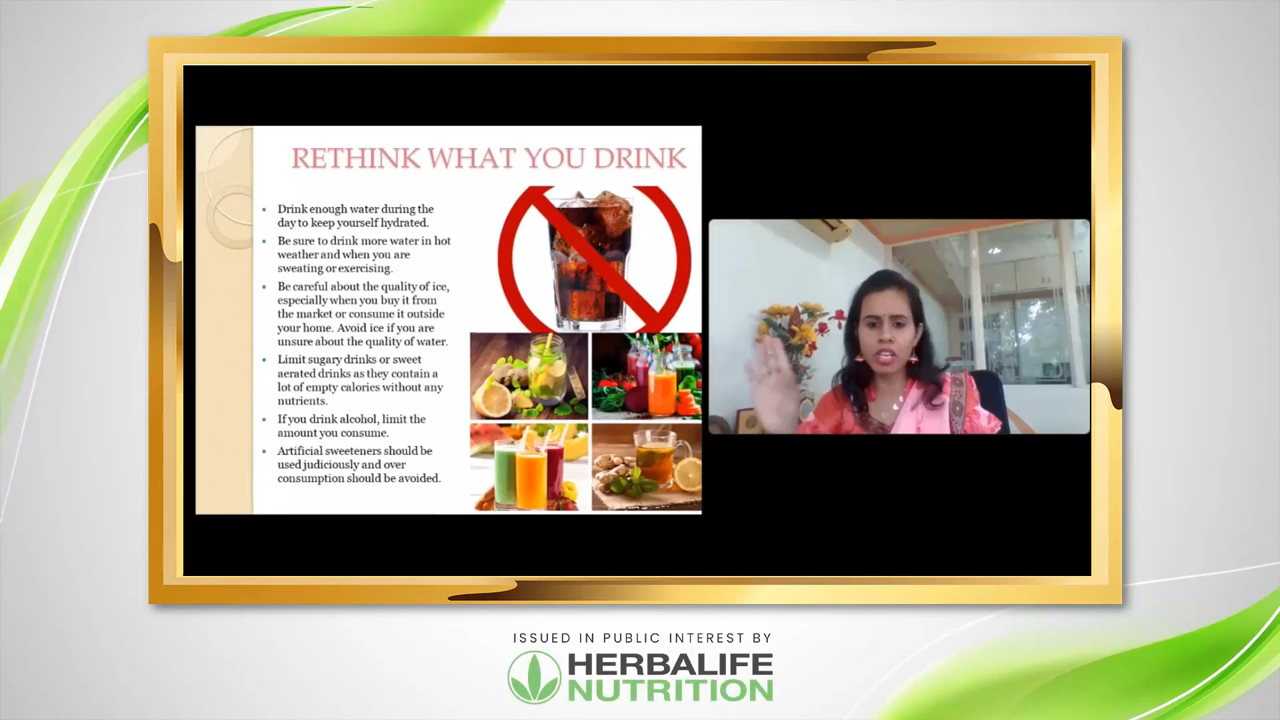 RETHINK WHAT YOU DRINK
• Drink enough water during the
day to keep yourself hydrated.
• Be sure to drink more water in hot
weather and when you are
sweating or exercising.
• Be careful about the quality of ice,
especially when you buy it from
the market or consume it outside
your home. Avoid ice if you are
unsure about the quality of water.
• Limit sugary drinks or sweet
aerated drinks as they contain a
lot of empty calories without any
nutrients.
• If you drink alcohol, limit the
amount you consume.
• Artificial sweeteners should be
used judiciously and over
consumption should be avoided.
ISSUED IN PUBLIC INTEREST BY
HERBALIFE
NUTRITION